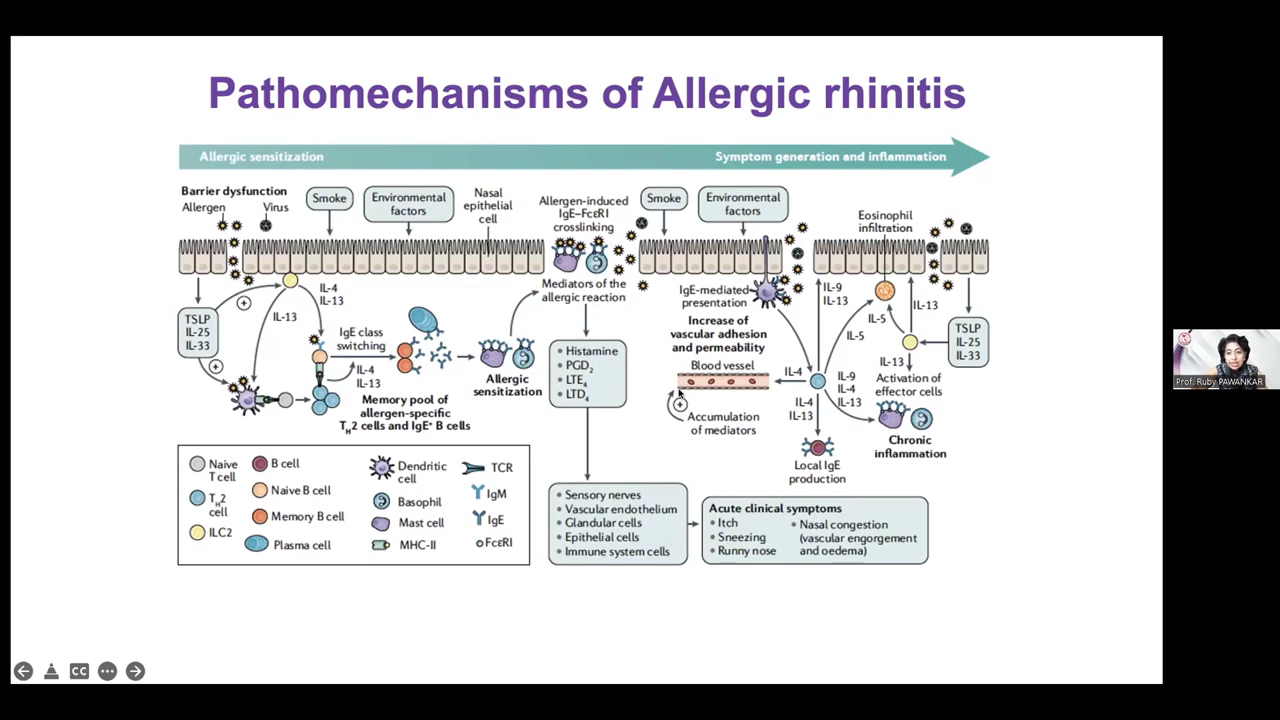 Pathomechanisms of Allergic rhinitis
Allergic sensitization
Symptom generation and inflammation
Barrier dysfunction
Allergen
Virus
Smoke
Environmental
factors
Nasal
epithelial
cell
Allergen-induced
IgE–FcεRI
crosslinking
Smoke
Environmental
factors
Eosinophil
infiltration
TSLP
IL-25
IL-33
+
+
IL-13
IL-4
IL-13
IgE class
switching
IL-4
IL-13
Memory pool of
allergen-specific
TH2 cells and IgE+ B cells
Allergic
sensitization
Mediators of the
allergic reaction
• Histamine
• PGD2
• LTE4
• LTD4
IgE-mediated
presentation
Increase of
vascular adhesion
and permeability
Blood vessel
+
Accumulation
of mediators
IL-4
IL-9
IL-13
IL-5
IL-5
IL-13
IL-13
IL-9
IL-4
IL-13
IL-4
IL-13
Local IgE
production
Activation of
effector cells
Chronic
inflammation
TSLP
IL-25
IL-33
Naive
T cell
TH2
cell
ILC2
B cell
Naive B cell
Memory B cell
Plasma cell
Dendritic
cell
Basophil
Mast cell
MHC-II
TCR
IgM
IgE
FcεRI
• Sensory nerves
• Vascular endothelium
• Glandular cells
• Epithelial cells
• Immune system cells
Acute clinical symptoms
• Itch
• Sneezing
• Runny nose
• Nasal congestion
(vascular engorgement
and oedema)
CC
Prof. Ruby PAWANKAR